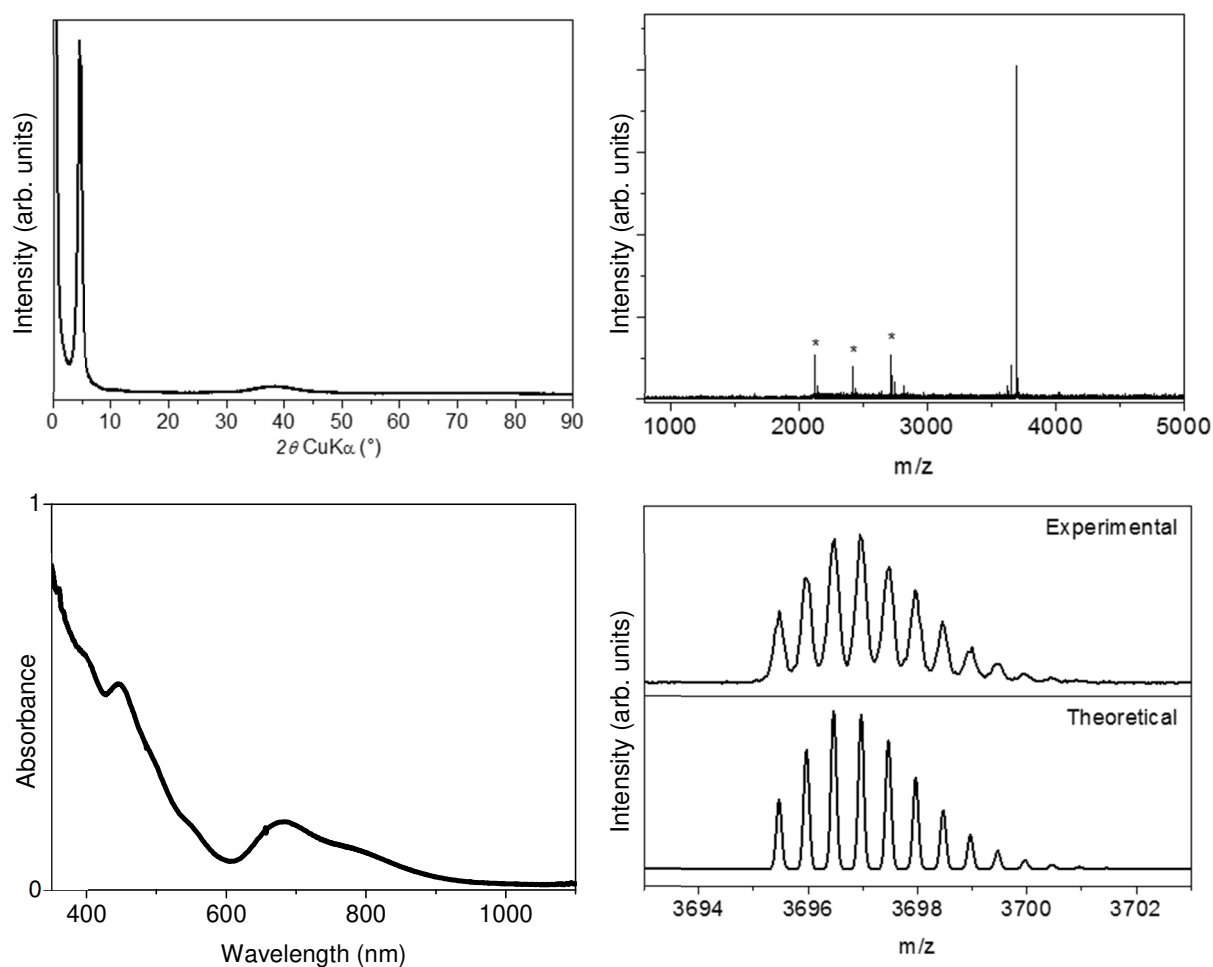 Intensity (arb. units)
0 10 20 30 40 50 60 70 80 90
2θ CuKα (°)
Intensity (arb. units)
* * *
1000 2000 3000 4000 5000
m/z
1
Absorbance
0
400 600 800 1000
Wavelength (nm)
Experimental
Theoretical
Intensity (arb. units)
3694 3696 3698 3700 3702
m/z